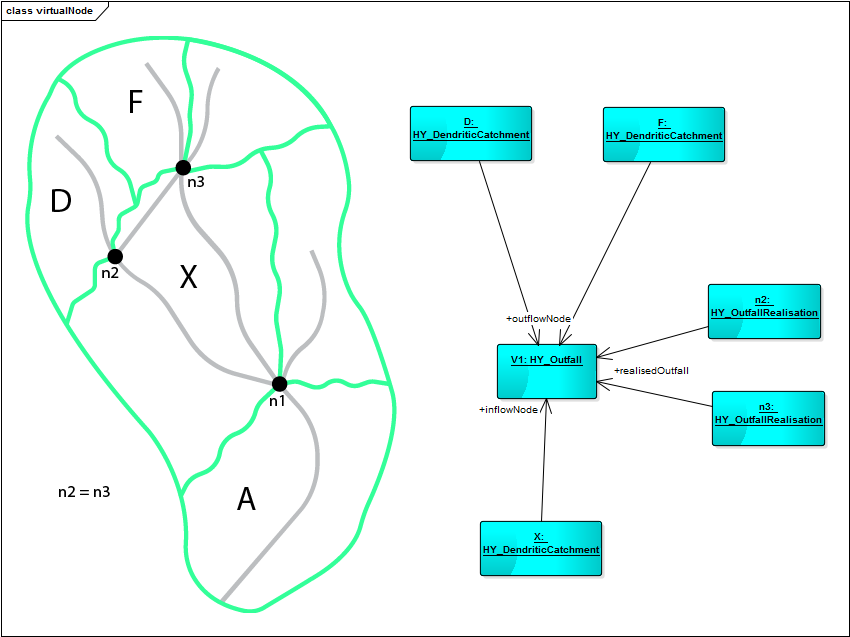 class virtualNode
F
D
X
A
n3
n2
n1
n2 = n3
D:
HY_DendriticCatchment
F:
HY_DendriticCatchment
n2:
HY_OutfallRealisation
+outflowNode
V1: HY_Outfall
+realisedOutfall
+inflowNode
n3:
HY_OutfallRealisation
X:
HY_DendriticCatchment